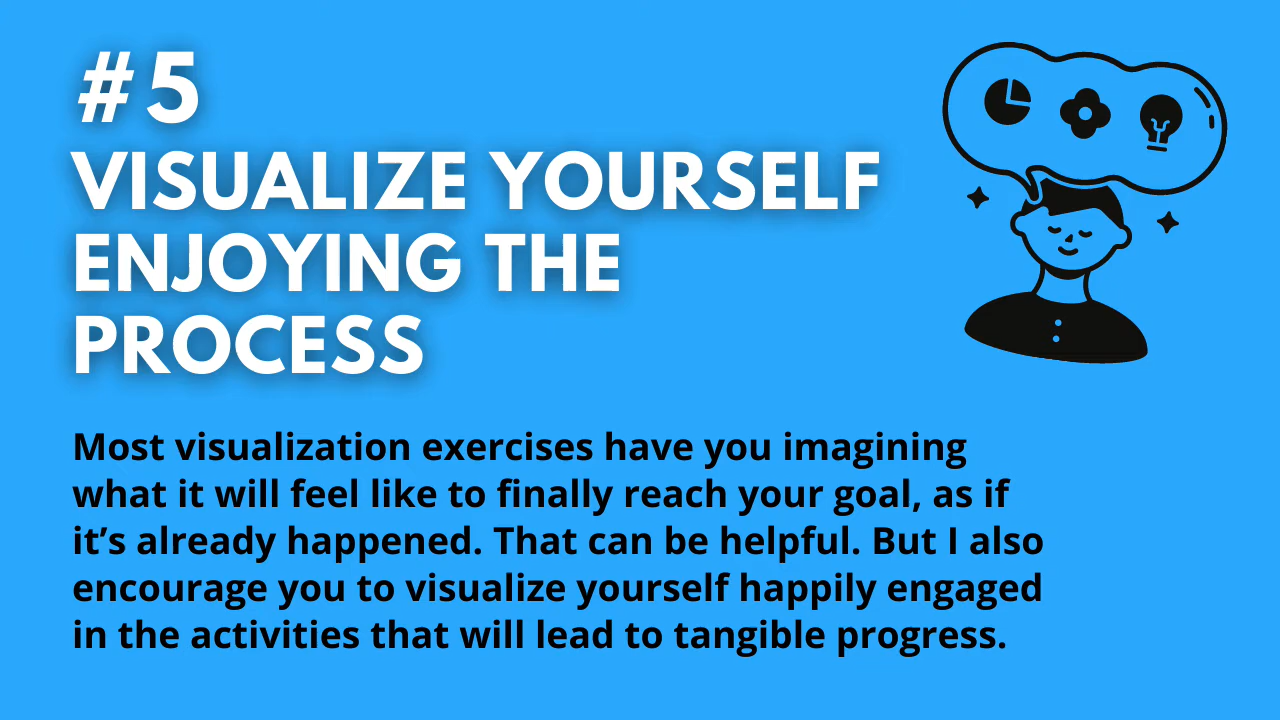 #5
VISUALIZE YOURSELF
ENJOYING THE
PROCESS
Most visualization exercises have you imagining
what it will feel like to finally reach your goal, as if
it’s already happened. That can be helpful. But I also
encourage you to visualize yourself happily engaged
in the activities that will lead to tangible progress.